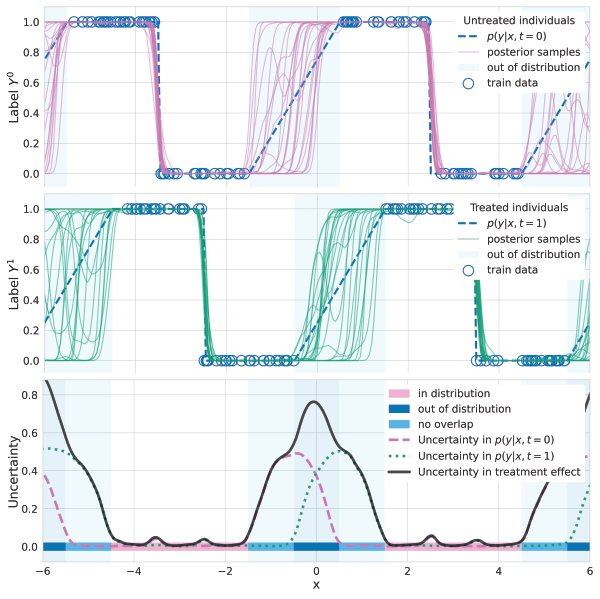 1.0
0.8
0.6
0.4
0.2
0.0
Label Y⁰
Untreated individuals
p(y|x, t = 0)
posterior samples
out of distribution
train data
1.0
0.8
0.6
0.4
0.2
0.0
Label Y¹
Treated individuals
p(y|x, t = 1)
posterior samples
out of distribution
train data
0.8
0.6
0.4
0.2
0.0
Uncertainty
in distribution
out of distribution
no overlap
Uncertainty in p(y|x, t = 0)
Uncertainty in p(y|x, t = 1)
Uncertainty in treatment effect
−6 −4 −2 0 2 4 6
x